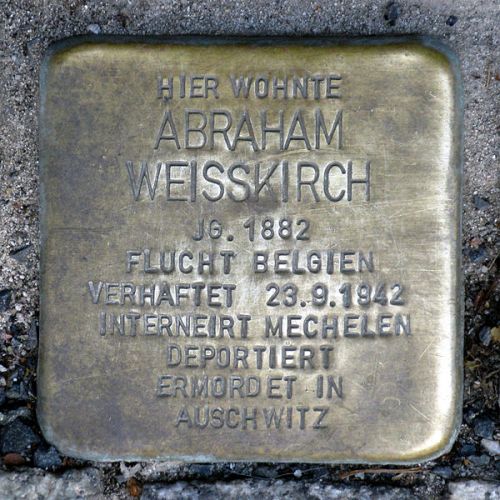 HIER WOHNTE
ABRAHAM
WEISSKIRCH
JG. 1882
FLUCHT BELGIEN
VERHAFTET 23.9.1942
INTERNEIRT MECHELEN
DEPORTIERT
ERMORDET IN
AUSCHWITZ